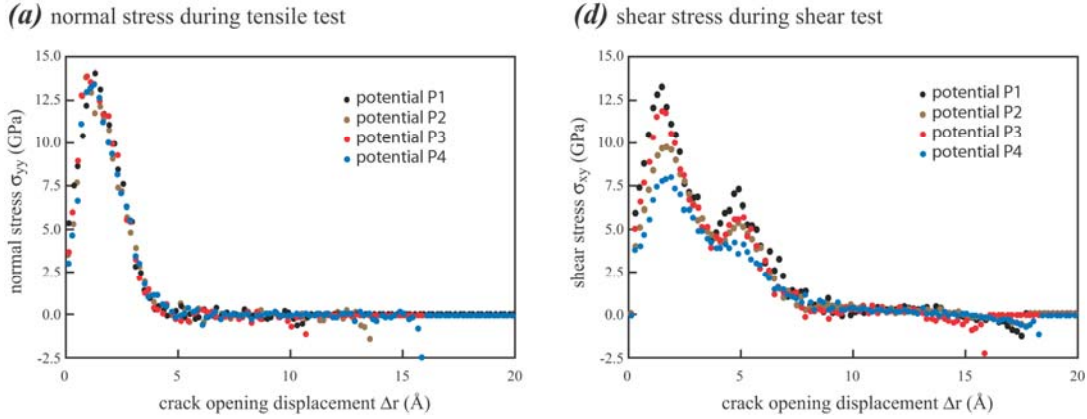 (a) normal stress during tensile test
15.0
12.5
10.0
7.5
5.0
2.5
0.0
-2.5
normal stress σyy (GPa)
potential P1
potential P2
potential P3
potential P4
0 5 10 15 20
crack opening displacement Δr (Å)
(d) shear stress during shear test
15.0
12.5
10.0
7.5
5.0
2.5
0.0
-2.5
shear stress σxy (GPa)
potential P1
potential P2
potential P3
potential P4
0 5 10 15 20
crack opening displacement Δr (Å)